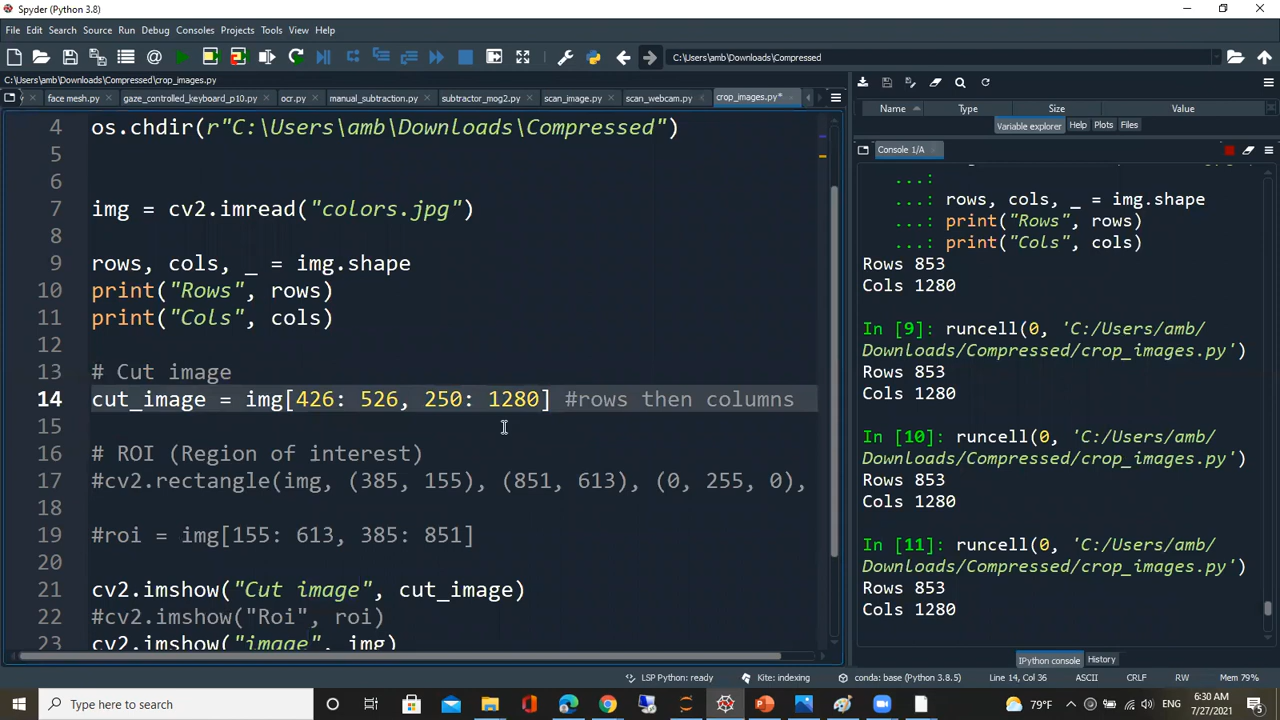 Spyder (Python 3.8)
File Edit Search Source Run Debug Consoles Projects Tools View Help
C:\Users\amb\Downloads\Compressed
C:\Users\amb\Downloads\Compressed\crop_images.py
y face mesh.py gaze_controlled_keyboard_p10.py ocr.py manual_subtraction.py subtractor_mog2.py scan_image.py scan_webcam.py crop_images.py*
4 os.chdir(r"C:\Users\amb\Downloads\Compressed")
5
6
7 img = cv2.imread("colors.jpg")
8
9 rows, cols, _ = img.shape
10 print("Rows", rows)
11 print("Cols", cols)
12
13 # Cut image
14 cut_image = img[426: 526, 250: 1280] #rows then columns
15
16 # ROI (Region of interest)
17 #cv2.rectangle(img, (385, 155), (851, 613), (0, 255, 0),
18
19 #roi = img[155: 613, 385: 851]
20
21 cv2.imshow("Cut image", cut_image)
22 #cv2.imshow("Roi", roi)
23 cv2.imshow("image", img)
Name Type Size Value
Variable explorer Help Plots Files
Console 1/A
...:
...: rows, cols, _ = img.shape
...: print("Rows", rows)
...: print("Cols", cols)
Rows 853
Cols 1280
In [9]: runcell(0, 'C:/Users/amb/
Downloads/Compressed/crop_images.py')
Rows 853
Cols 1280
In [10]: runcell(0, 'C:/Users/amb/
Downloads/Compressed/crop_images.py')
Rows 853
Cols 1280
In [11]: runcell(0, 'C:/Users/amb/
Downloads/Compressed/crop_images.py')
Rows 853
Cols 1280
IPython console History
LSP Python: ready Kite: indexing conda: base (Python 3.8.5) Line 14, Col 36 ASCII CRLF RW Mem 79%
Type here to search
79°F ENG 6:30 AM
7/27/2021